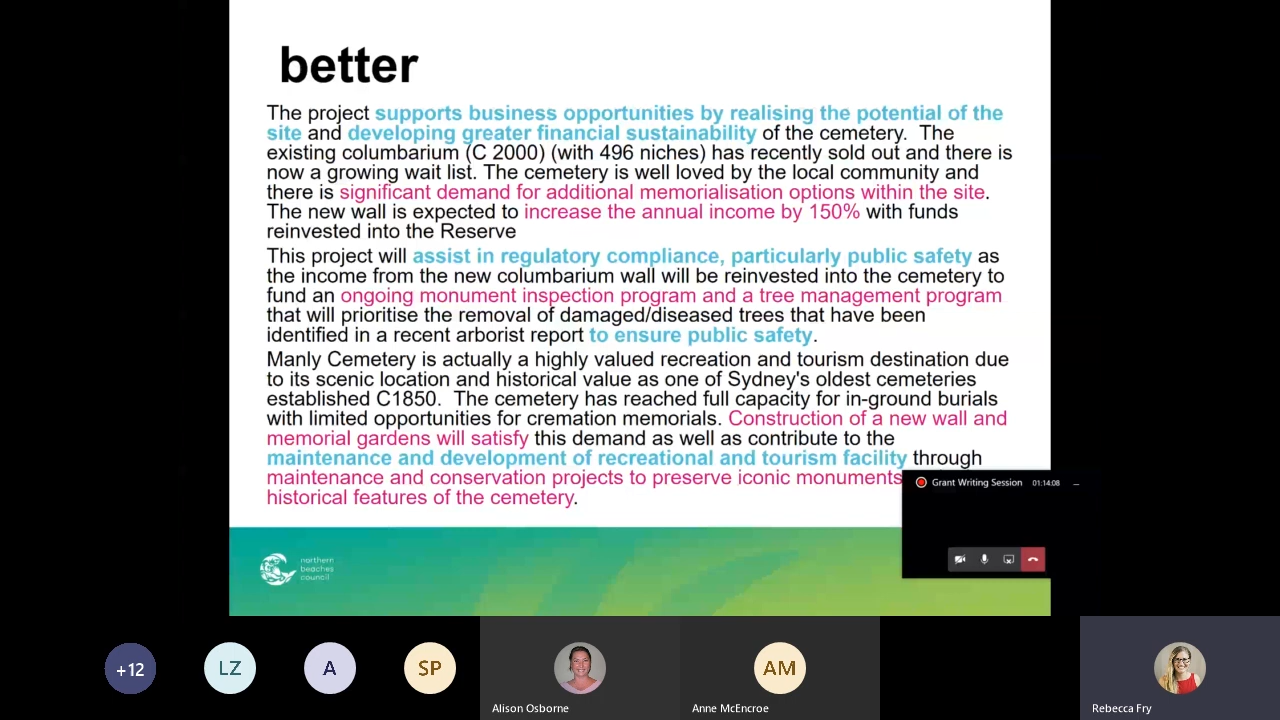 better
The project supports business opportunities by realising the potential of the
site and developing greater financial sustainability of the cemetery.  The
existing columbarium (C 2000) (with 496 niches) has recently sold out and there is
now a growing wait list. The cemetery is well loved by the local community and
there is significant demand for additional memorialisation options within the site.
The new wall is expected to increase the annual income by 150% with funds
reinvested into the Reserve
This project will assist in regulatory compliance, particularly public safety as
the income from the new columbarium wall will be reinvested into the cemetery to
fund an ongoing monument inspection program and a tree management program
that will prioritise the removal of damaged/diseased trees that have been
identified in a recent arborist report to ensure public safety.
Manly Cemetery is actually a highly valued recreation and tourism destination due
to its scenic location and historical value as one of Sydney's oldest cemeteries
established C1850.  The cemetery has reached full capacity for in-ground burials
with limited opportunities for cremation memorials. Construction of a new wall and
memorial gardens will satisfy this demand as well as contribute to the
maintenance and development of recreational and tourism facility through
maintenance and conservation projects to preserve iconic monuments
historical features of the cemetery.
Grant Writing Session 01:14:08
northern
beaches
council
+12
LZ
A
SP
AM
Alison Osborne
Anne McEncroe
Rebecca Fry